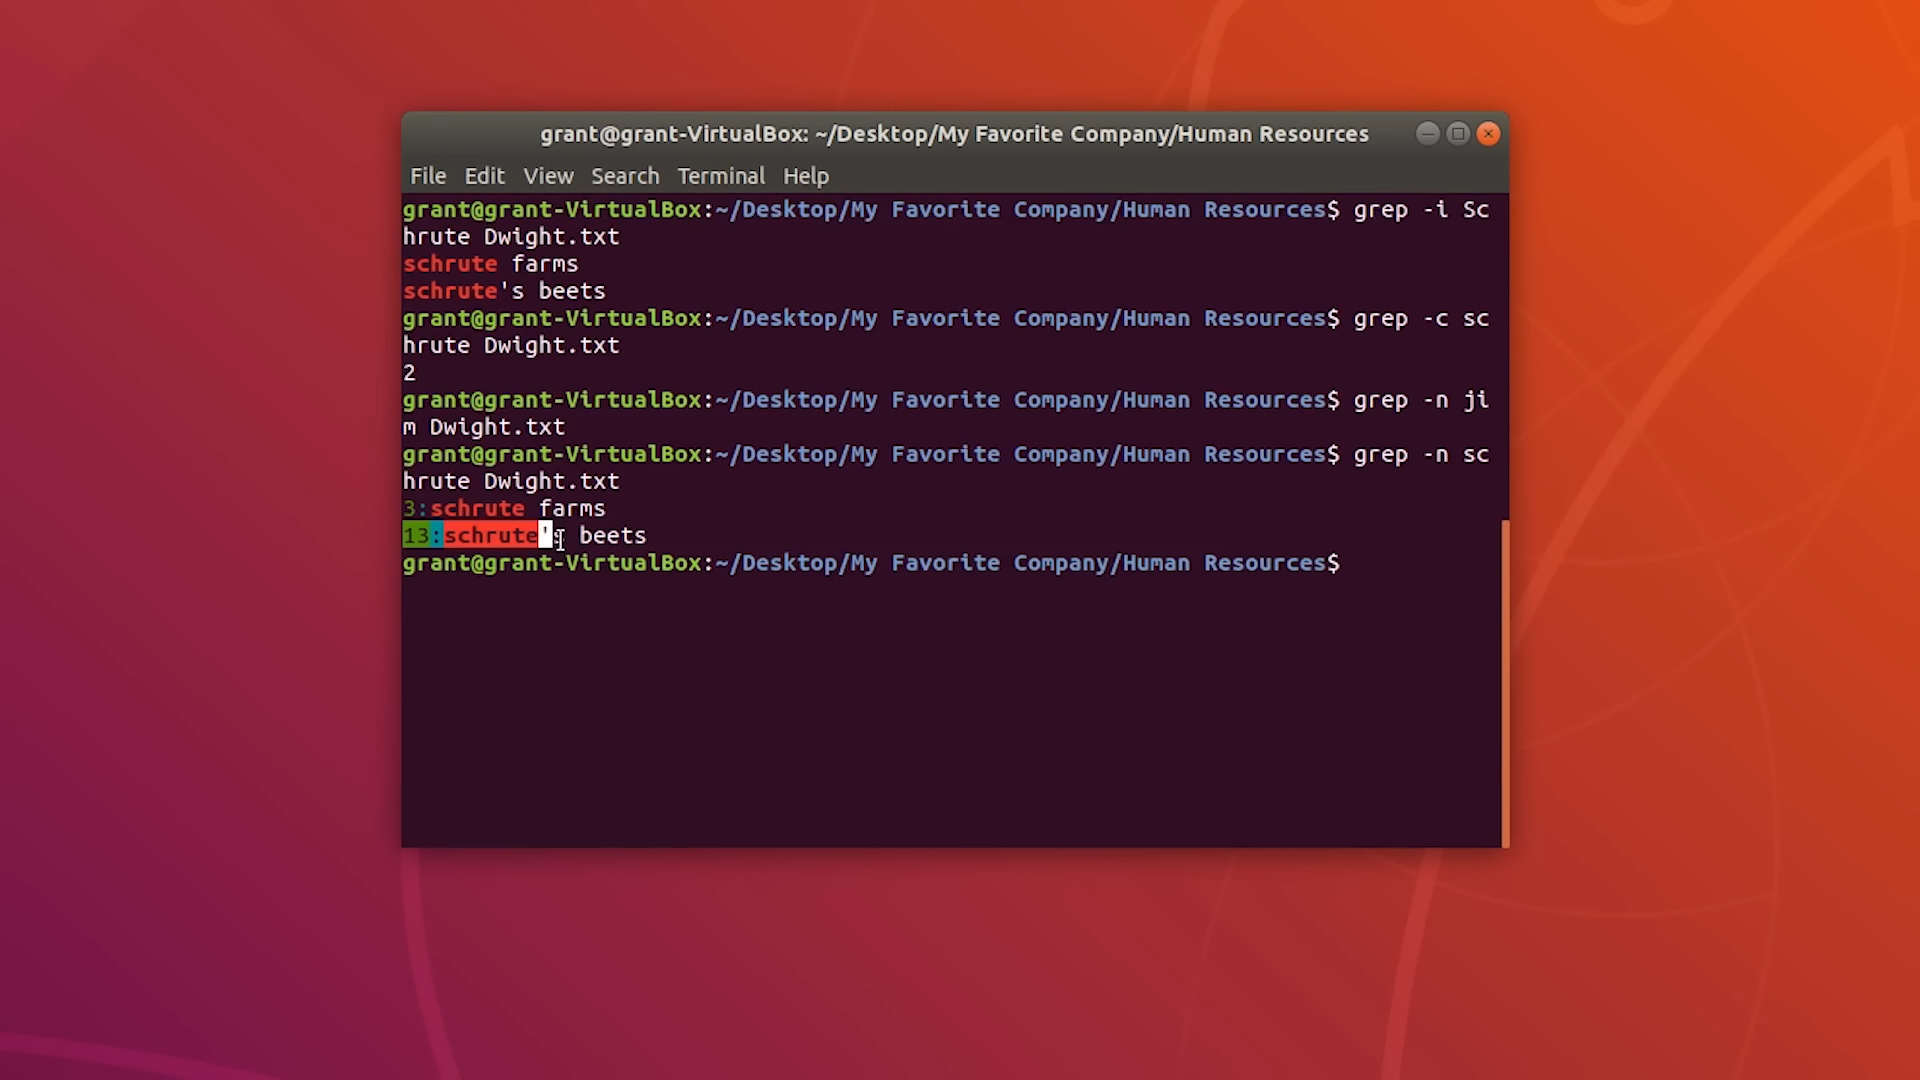 grant@grant-VirtualBox: ~/Desktop/My Favorite Company/Human Resources
File Edit View Search Terminal Help
grant@grant-VirtualBox:~/Desktop/My Favorite Company/Human Resources$ grep -i Sc
hrute Dwight.txt
schrute farms
schrute's beets
grant@grant-VirtualBox:~/Desktop/My Favorite Company/Human Resources$ grep -c sc
hrute Dwight.txt
2
grant@grant-VirtualBox:~/Desktop/My Favorite Company/Human Resources$ grep -n ji
m Dwight.txt
grant@grant-VirtualBox:~/Desktop/My Favorite Company/Human Resources$ grep -n sc
hrute Dwight.txt
3:schrute farms
13:schrute's beets
grant@grant-VirtualBox:~/Desktop/My Favorite Company/Human Resources$